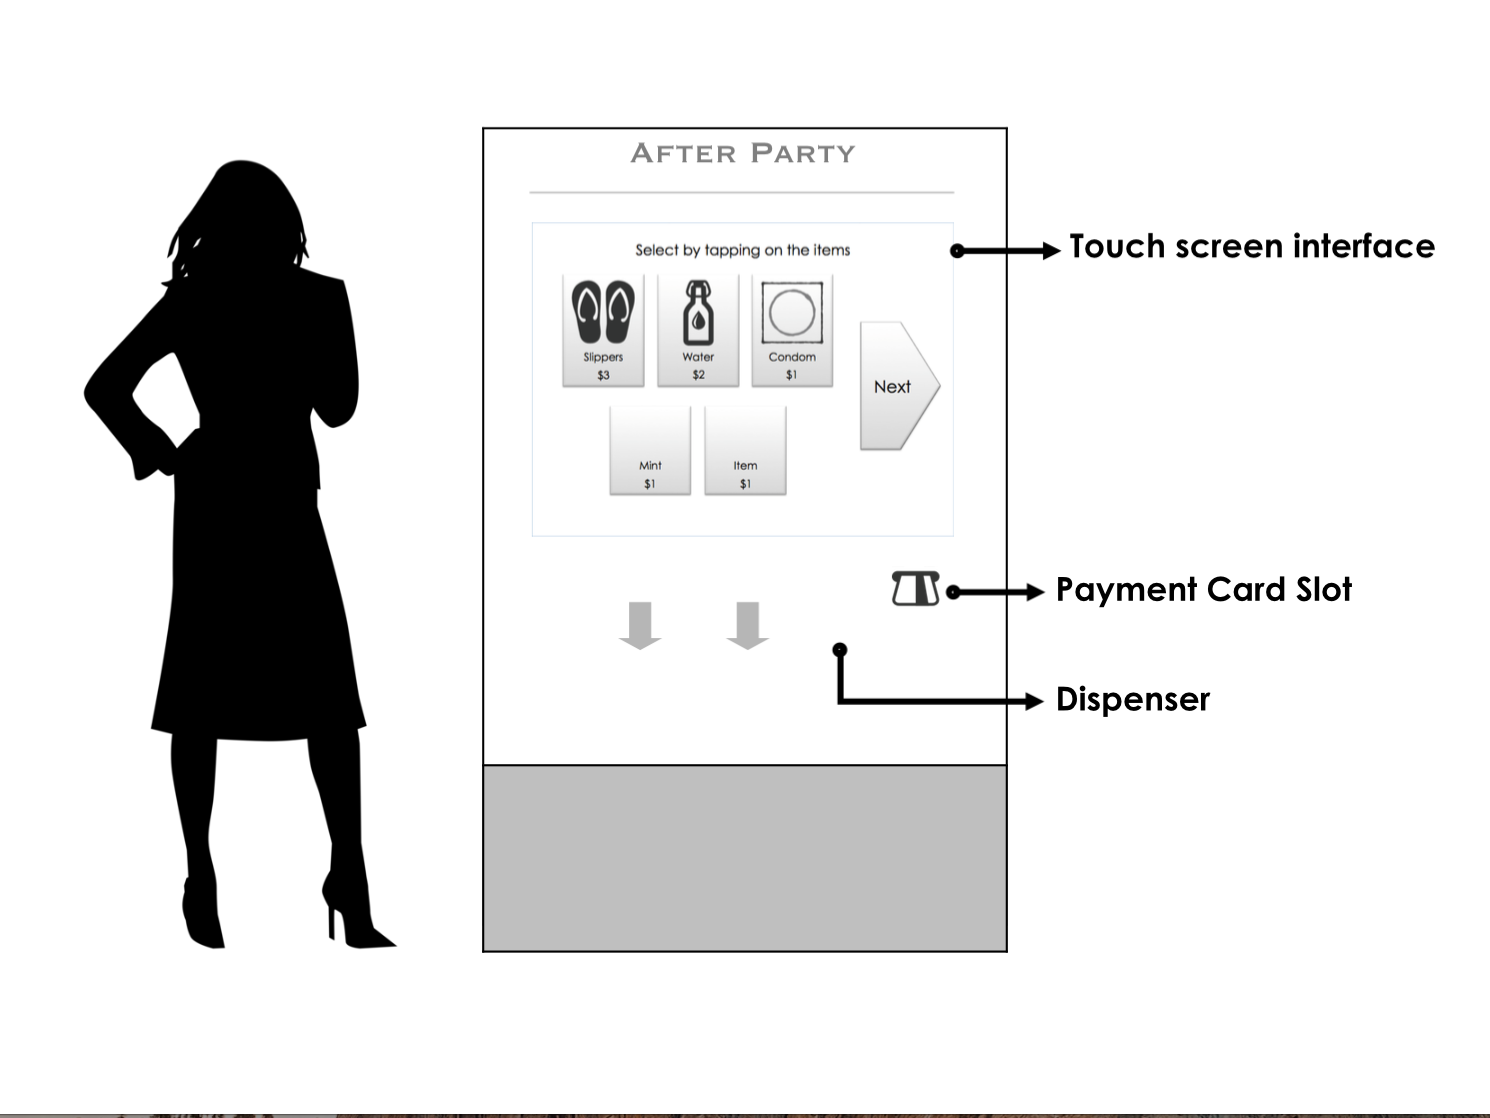 AFTER PARTY
Select by tapping on the items
Touch screen interface
Slippers
$3
Water
$2
Condom
$1
Next
Mint
$1
Item
$1
Payment Card Slot
Dispenser